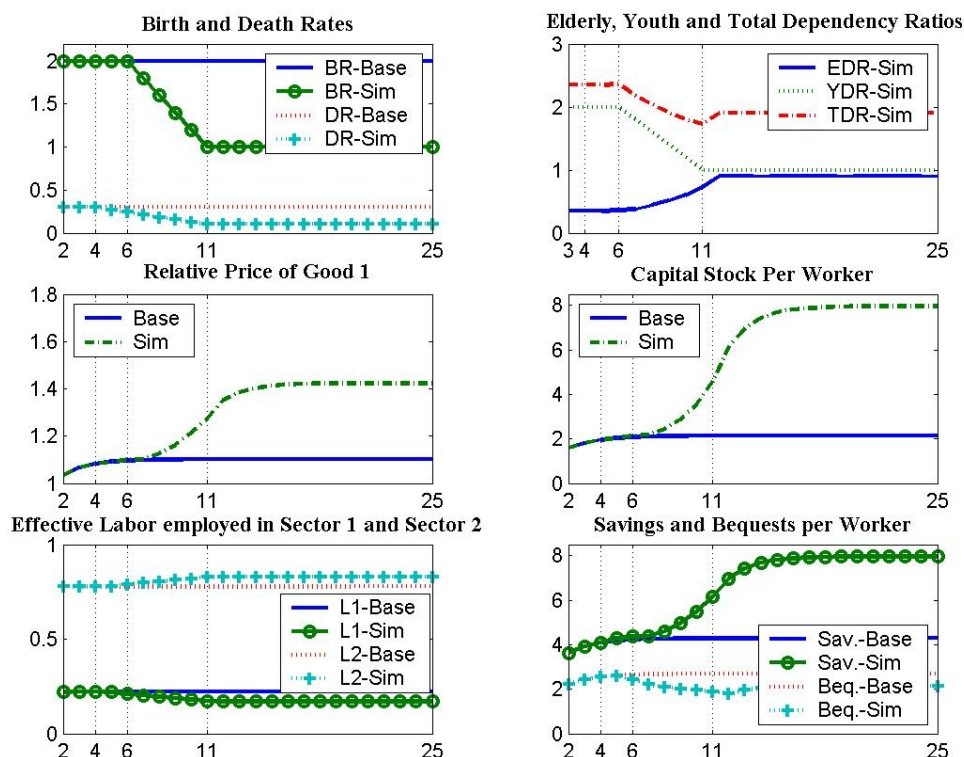 Birth and Death Rates
2
1.5
1
0.5
0
BR-Base
BR-Sim
DR-Base
DR-Sim
2 4 6 11 25
Elderly, Youth and Total Dependency Ratios
3
2
1
0
EDR-Sim
YDR-Sim
TDR-Sim
3 4 6 11 25
Relative Price of Good 1
1.8
1.6
1.4
1.2
1
Base
Sim
2 4 6 11 25
Capital Stock Per Worker
8
6
4
2
0
Base
Sim
2 4 6 11 25
Effective Labor employed in Sector 1 and Sector 2
1
0.5
0
L1-Base
L1-Sim
L2-Base
L2-Sim
2 4 6 11 25
Savings and Bequests per Worker
8
6
4
2
0
Sav.-Base
Sav.-Sim
Beq.-Base
Beq.-Sim
2 4 6 11 25